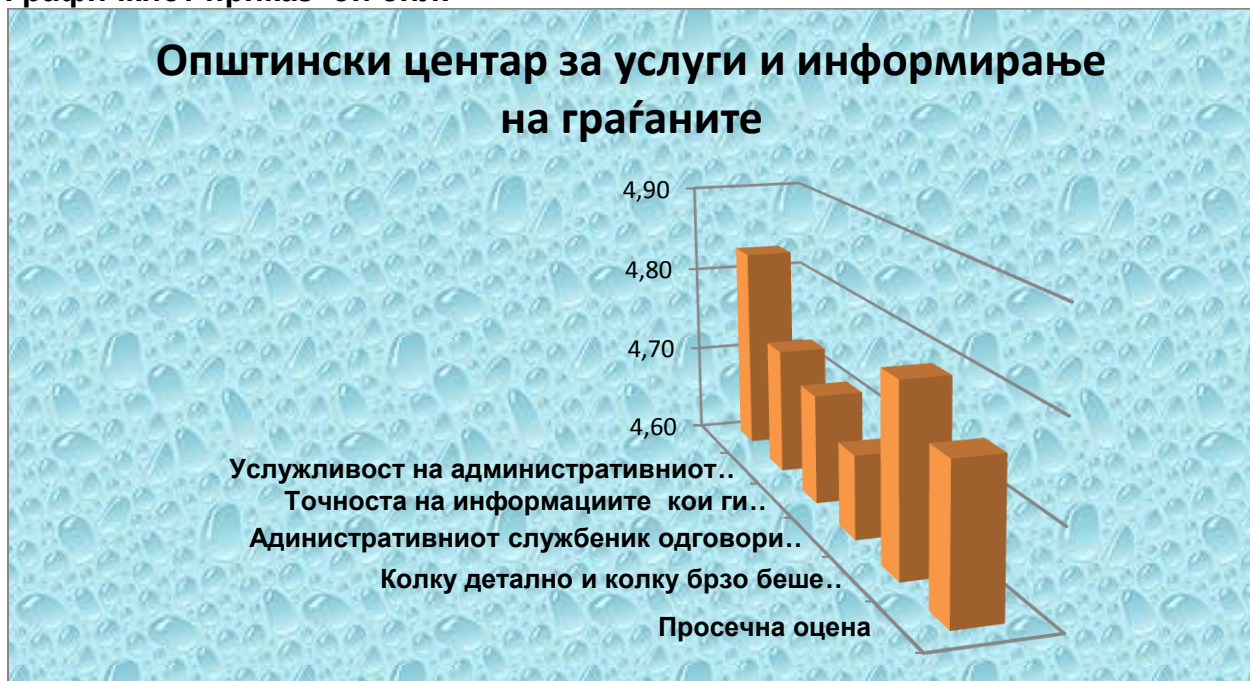 Општински центар за услуги и информирање
на граѓаните
4,90
4,80
4,70
4,60
Услужливост на административниот..
Точноста на информациите кои ги..
Адинистративниот службеник одговори..
Колку детално и колку брзо беше..
Просечна оцена